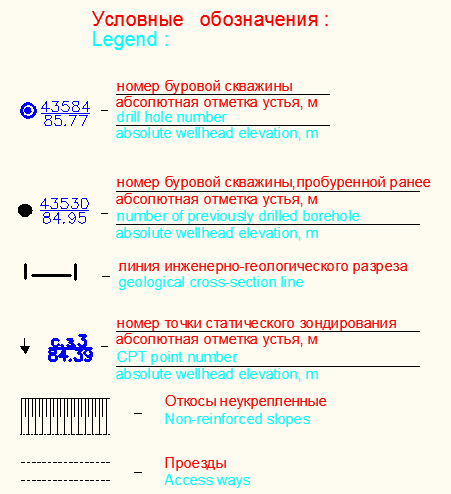 Условные обозначения :
Legend :
номер буровой скважины
43584
абсолютная отметка устья, м
85.77
drill hole number
absolute wellhead elevation, m
номер буровой скважины,пробуренной ранее
43530
абсолютная отметка устья, м
84.95
number of previously drilled borehole
absolute wellhead elevation, m
линия инженерно-геологического разреза
geological cross-section line
номер точки статического зондирования
с.з.3
абсолютная отметка устья, м
84.39
CPT point number
absolute wellhead elevation, m
Откосы неукрепленные
Non-reinforced slopes
Проезды
Access ways